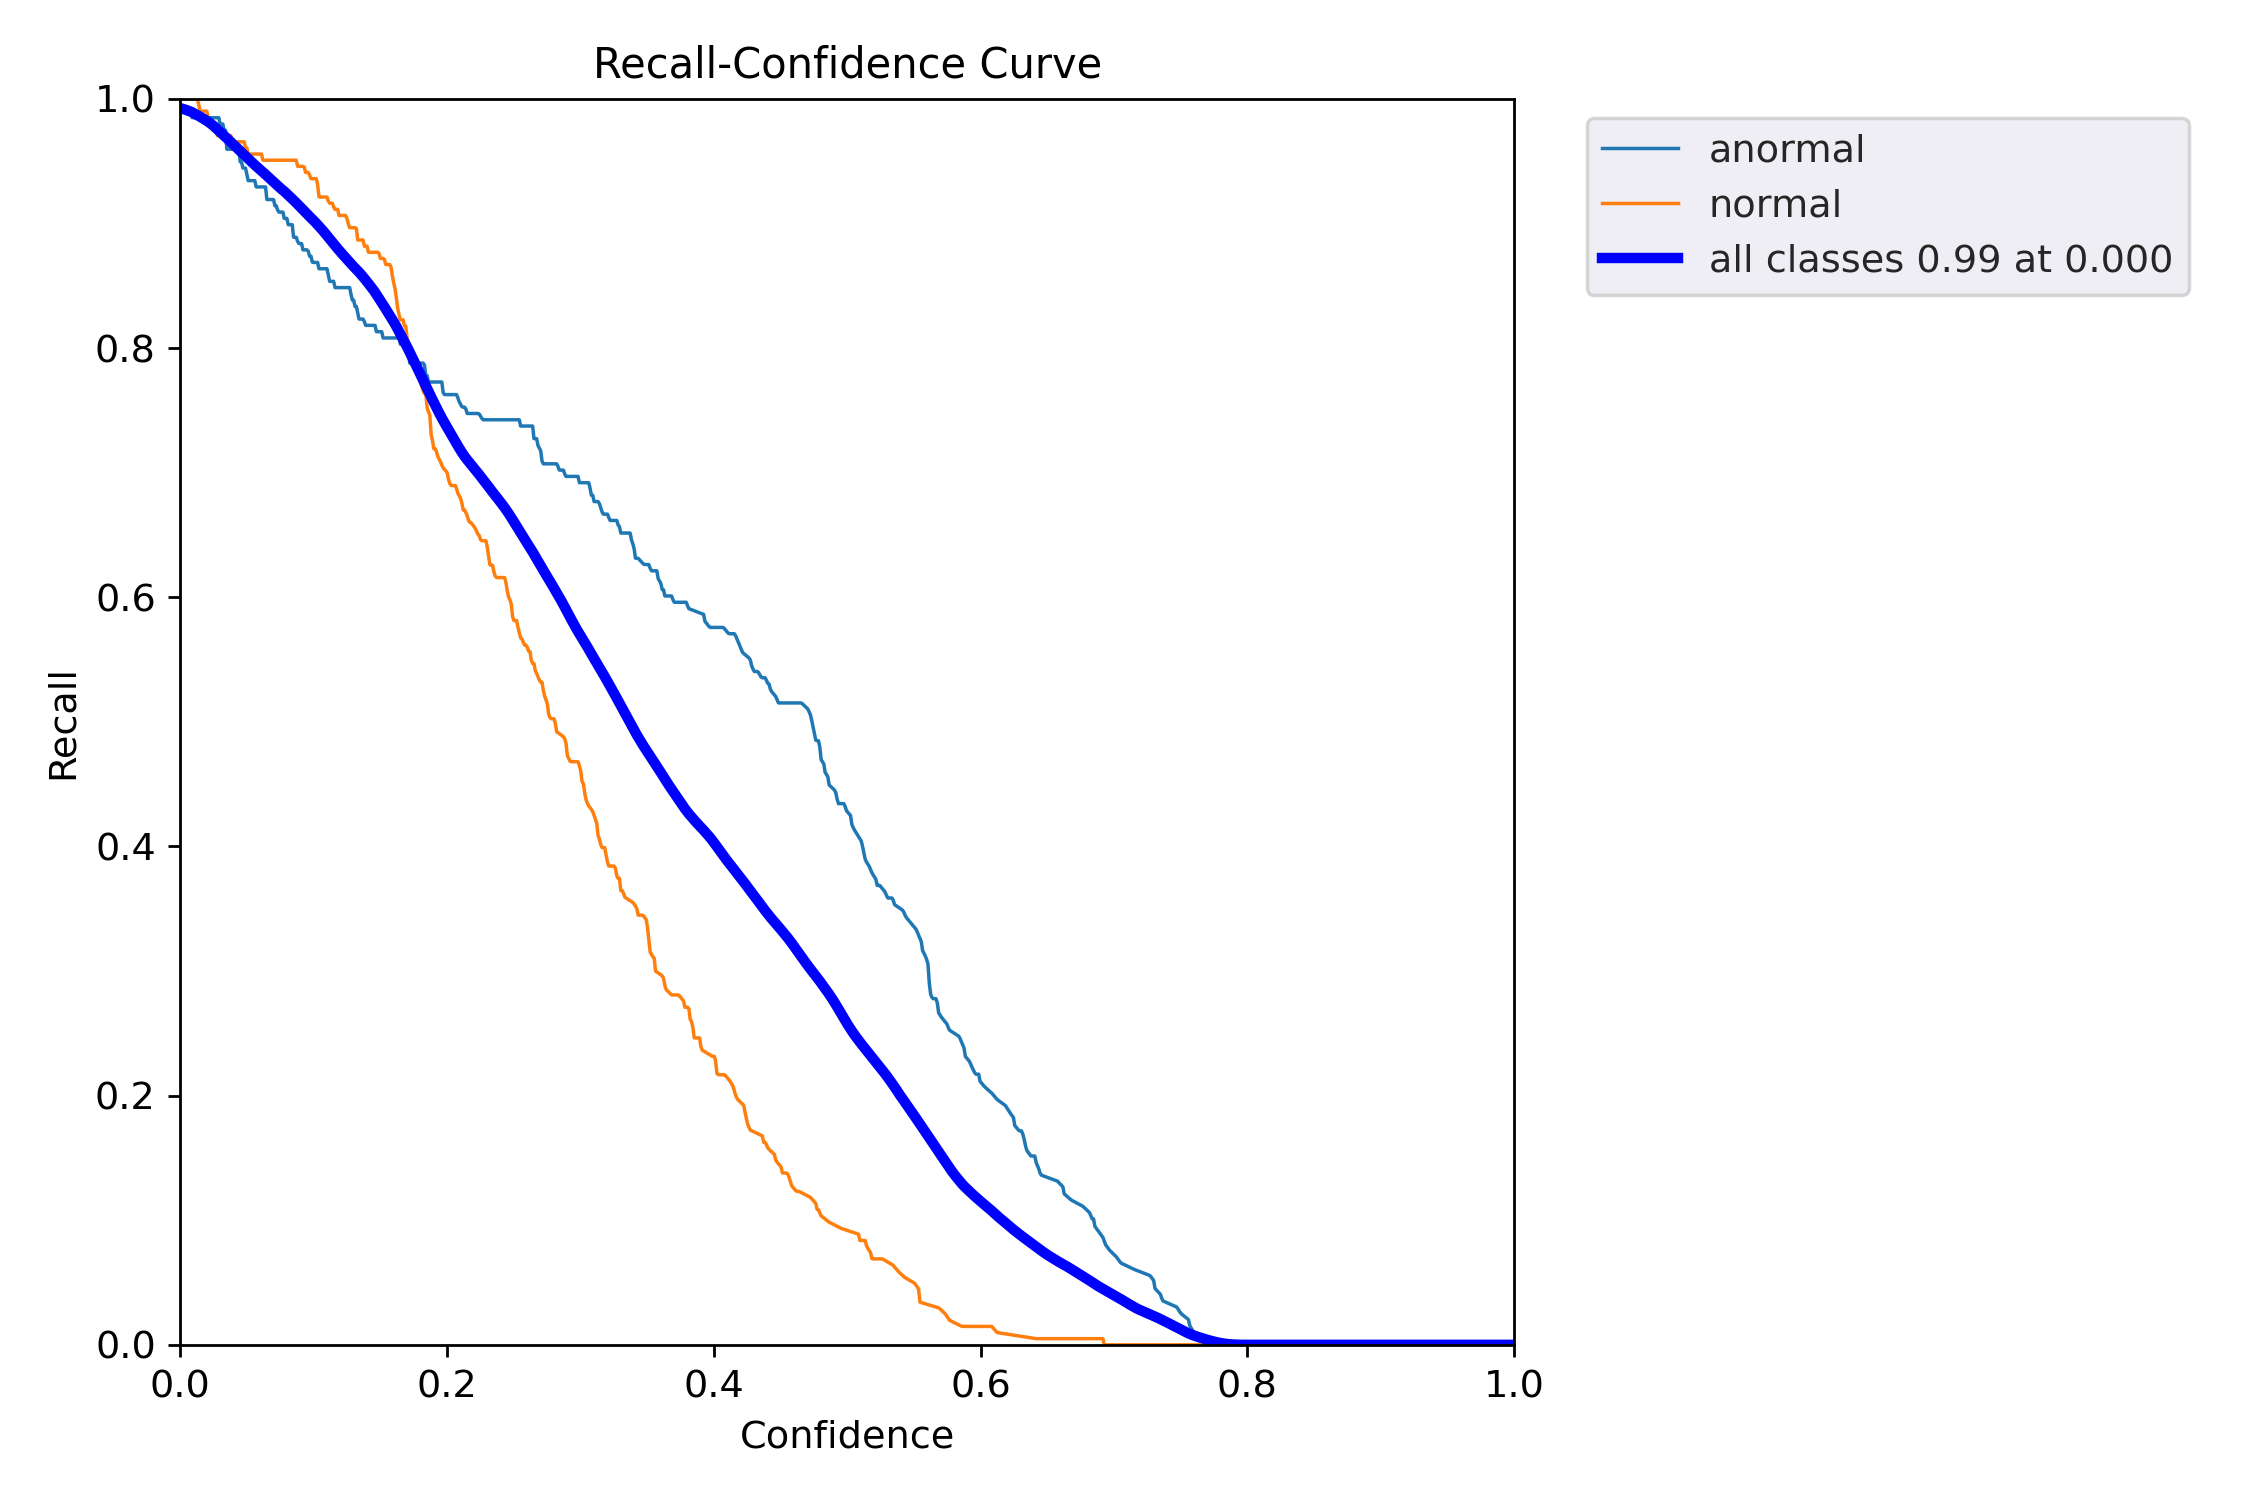 Recall-Confidence Curve
1.0
0.8
0.6
0.4
0.2
0.0
Recall
0.0 0.2 0.4 0.6 0.8 1.0
Confidence
anormal
normal
all classes 0.99 at 0.000